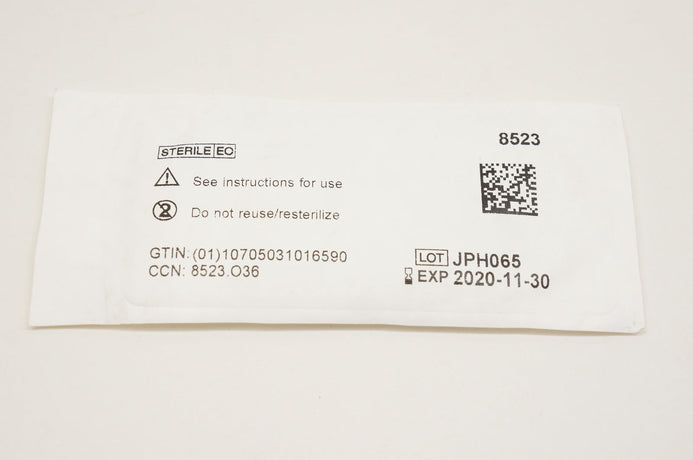 8523
STERILE EO
See instructions for use
Do not reuse/resterilize
GTIN: (01)10705031016590
CCN: 8523.O36
LOT JPH065
EXP 2020-11-30